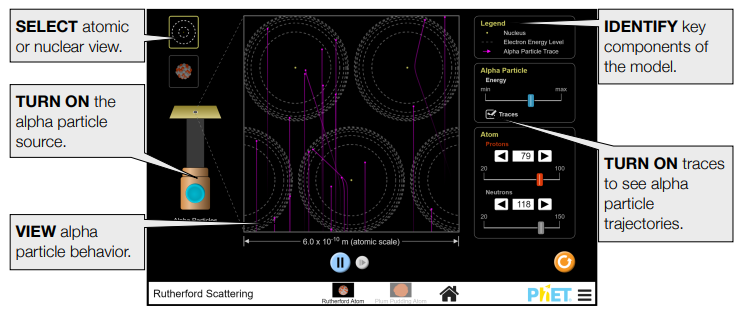 SELECT atomic
or nuclear view.
TURN ON the
alpha particle
source.
VIEW alpha
particle behavior.
Alpha Particles
6.0 x 10⁻¹⁰ m (atomic scale)
Legend
Nucleus
Electron Energy Level
Alpha Particle Trace
Alpha Particle
Energy
min max
Traces
Atom
Protons
79
20 100
Neutrons
118
20 150
IDENTIFY key
components of
the model.
TURN ON traces
to see alpha
particle
trajectories.
Rutherford Scattering
Rutherford Atom
Plum Pudding Atom
PhET